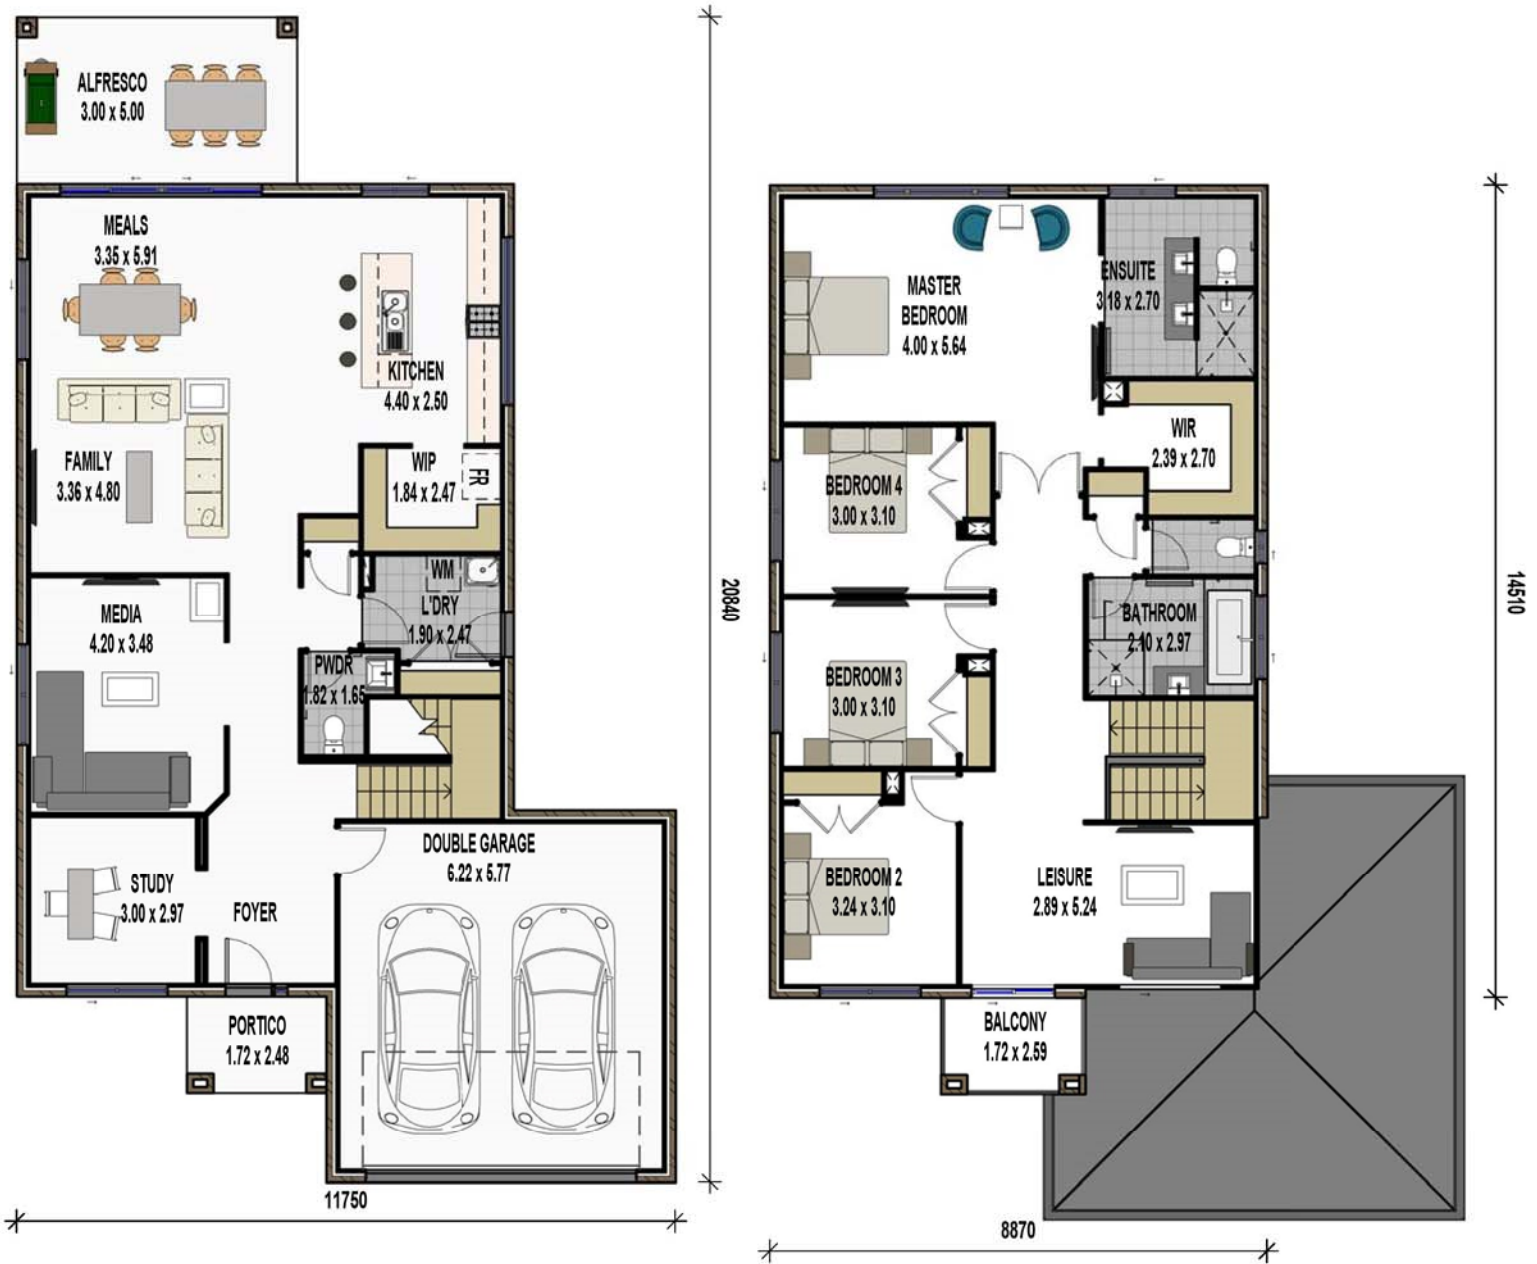 ALFRESCO
3.00 x 5.00
MEALS
3.35 x 5.91
KITCHEN
4.40 x 2.50
FAMILY
3.36 x 4.80
WIP
1.84 x 2.47
FR
WM
L'DRY
1.90 x 2.47
MEDIA
4.20 x 3.48
PWDR
1.82 x 1.65
DOUBLE GARAGE
6.22 x 5.77
STUDY
3.00 x 2.97
FOYER
PORTICO
1.72 x 2.48
11750
20840
MASTER
BEDROOM
4.00 x 5.64
ENSUITE
3.18 x 2.70
WIR
2.39 x 2.70
BEDROOM 4
3.00 x 3.10
BATHROOM
2.10 x 2.97
BEDROOM 3
3.00 x 3.10
BEDROOM 2
3.24 x 3.10
LEISURE
2.89 x 5.24
BALCONY
1.72 x 2.59
8870
14510